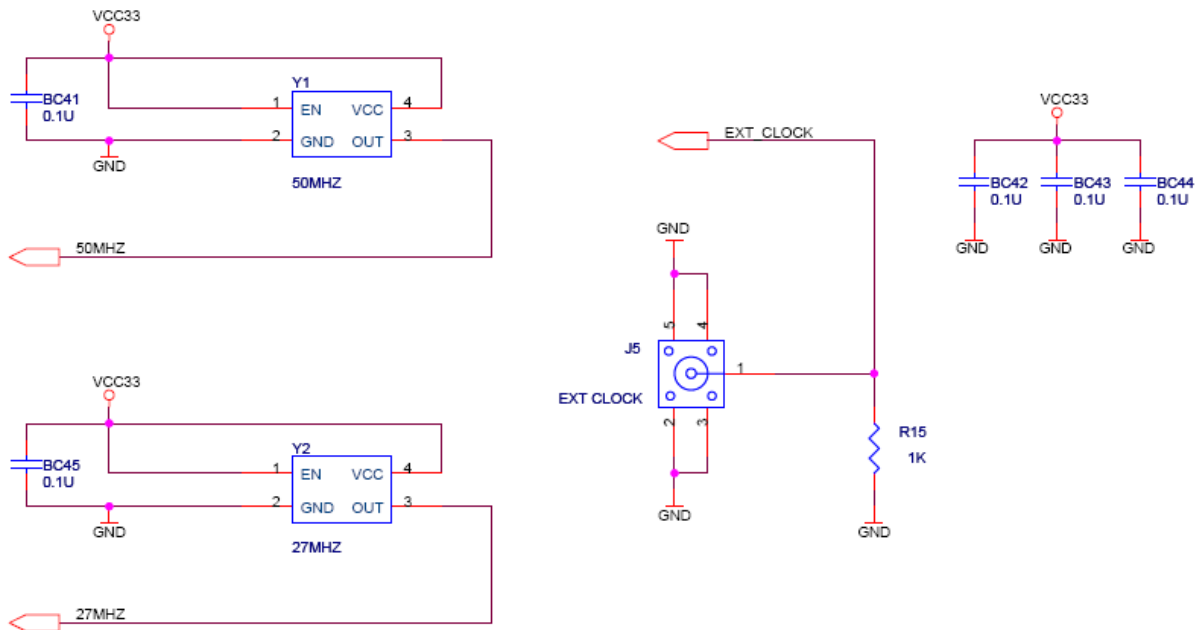 VCC33
BC41
0.1U
GND
Y1
1 EN VCC 4
2 GND OUT 3
50MHZ
50MHZ
VCC33
BC45
0.1U
GND
Y2
1 EN VCC 4
2 GND OUT 3
27MHZ
27MHZ
EXT_CLOCK
GND
5 4
J5
1
EXT CLOCK
2 3
GND
R15
1K
GND
VCC33
BC42
0.1U
BC43
0.1U
BC44
0.1U
GND
GND
GND